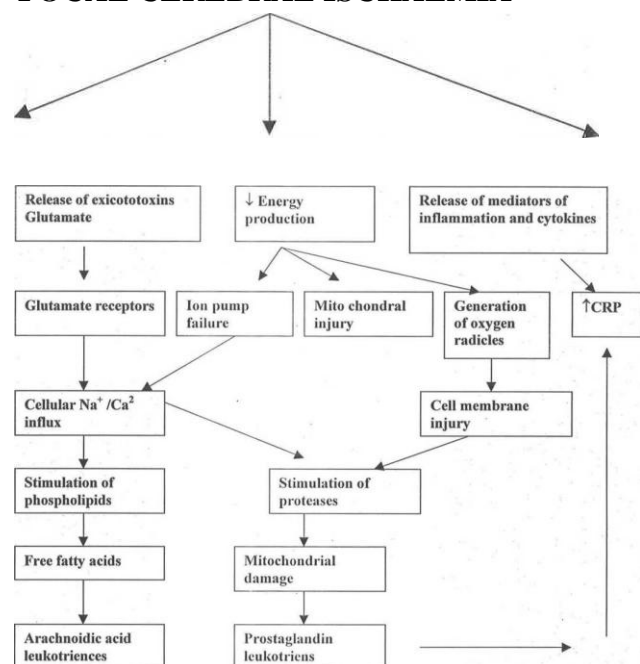 FOCAL CEREBRAL ISCHAEMIA
Release of exicototoxins
Glutamate
↓ Energy
production
Release of mediators of
inflammation and cytokines
Glutamate receptors
Ion pump
failure
Mito chondral
injury
Generation
of oxygen
radicles
↑CRP
Cellular Na⁺ /Ca²
influx
Cell membrane
injury
Stimulation of
phospholipids
Stimulation of
proteases
Free fatty acids
Mitochondrial
damage
Arachnoidic acid
leukotriences
Prostaglandin
leukotriens